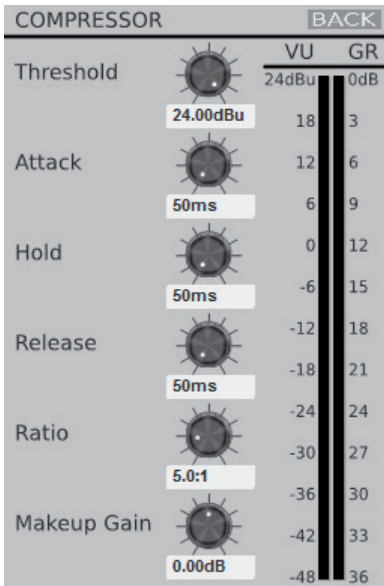 COMPRESSOR BACK
VU GR
Threshold
24.00dBu
Attack
50ms
Hold
50ms
Release
50ms
Ratio
5.0:1
Makeup Gain
0.00dB
24dBu 0dB
18 3
12 6
6 9
0 12
-6 15
-12 18
-18 21
-24 24
-30 27
-36 30
-42 33
-48 36